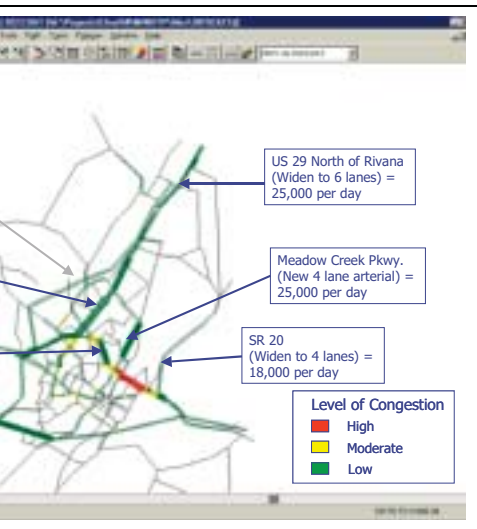 US 29 North of Rivana
(Widen to 6 lanes) =
25,000 per day
Meadow Creek Pkwy.
(New 4 lane arterial) =
25,000 per day
SR 20
(Widen to 4 lanes) =
18,000 per day
Level of Congestion
High
Moderate
Low